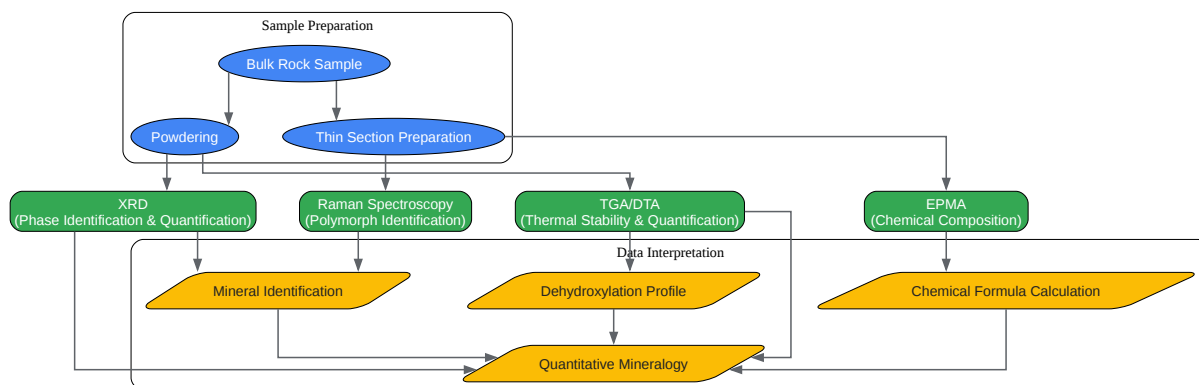 Sample Preparation
Bulk Rock Sample
Powdering
Thin Section Preparation
XRD
(Phase Identification & Quantification)
Raman Spectroscopy
(Polymorph Identification)
TGA/DTA
(Thermal Stability & Quantification)
EPMA
(Chemical Composition)
Data Interpretation
Mineral Identification
Dehydroxylation Profile
Chemical Formula Calculation
Quantitative Mineralogy